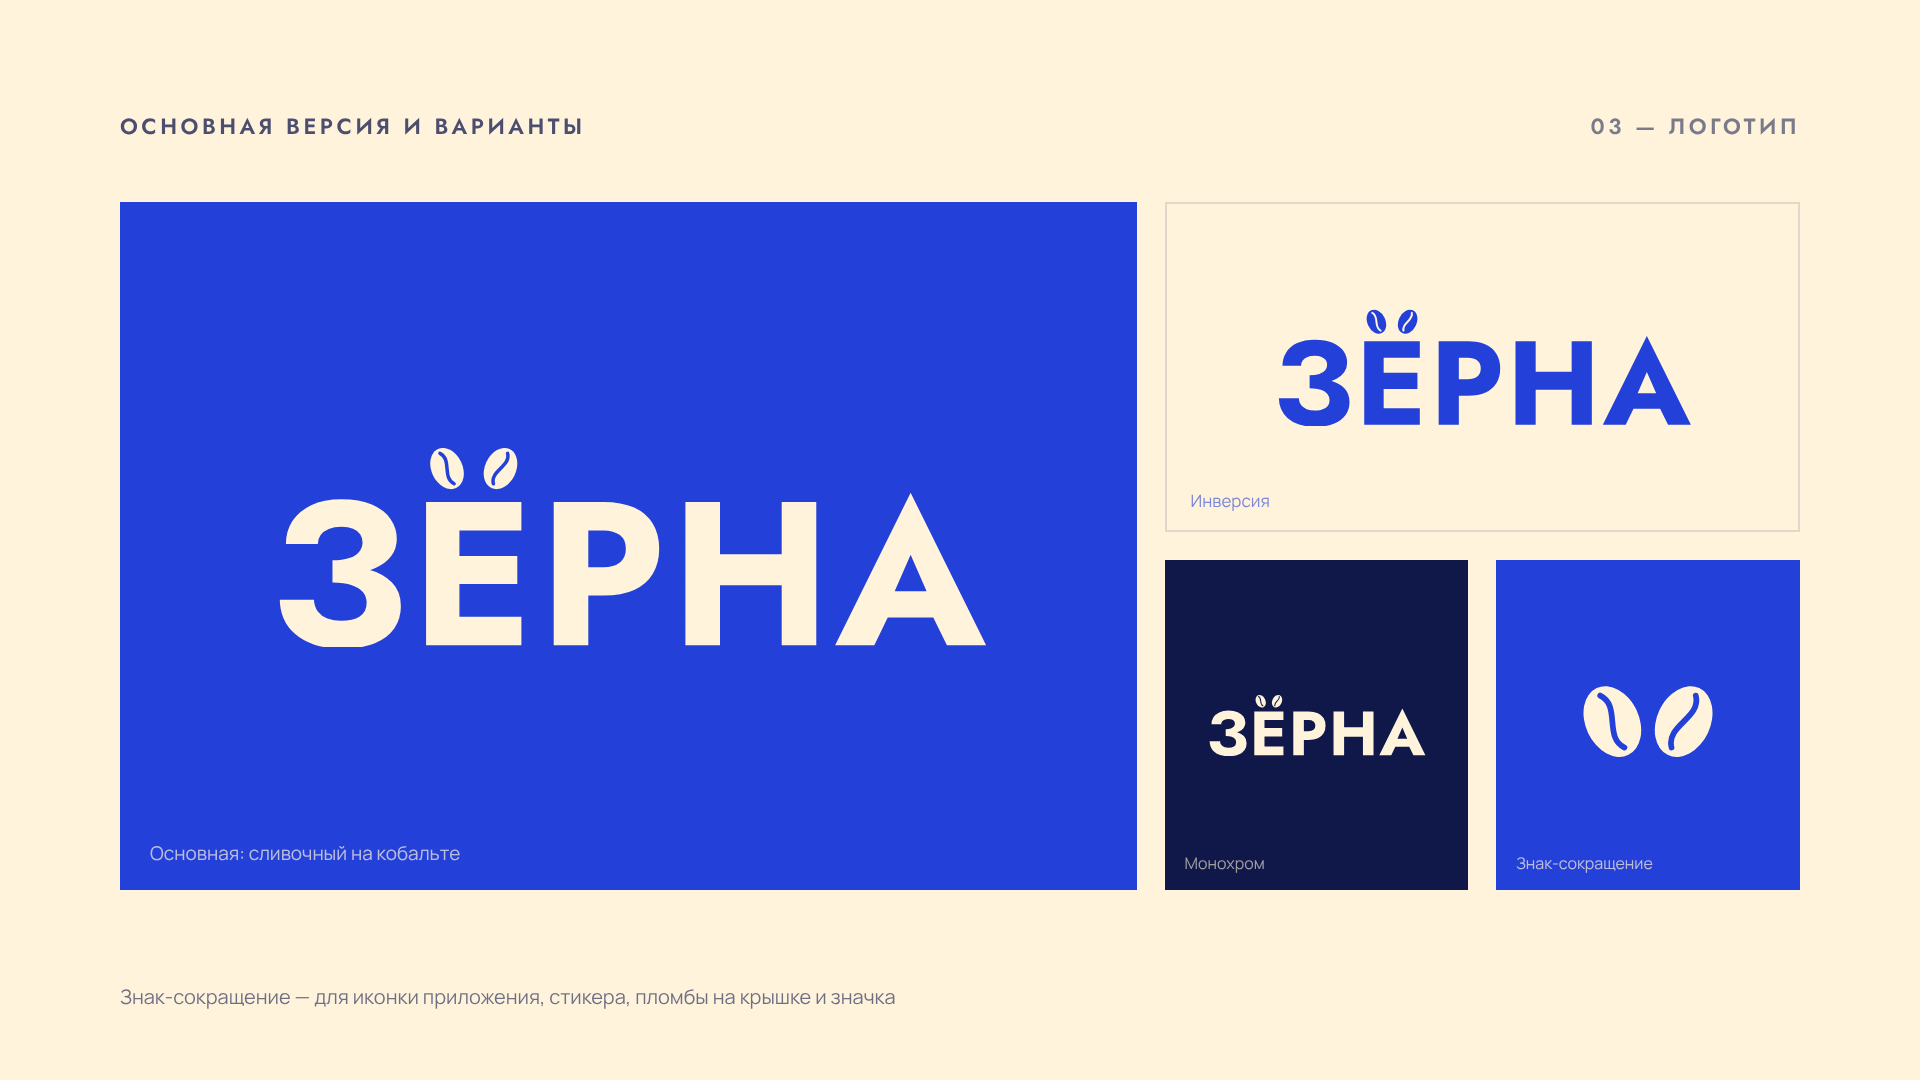 ОСНОВНАЯ ВЕРСИЯ И ВАРИАНТЫ
03 — ЛОГОТИП
ЗЁРНА
Основная: сливочный на кобальте
ЗЁРНА
Инверсия
ЗЁРНА
Монохром
Знак-сокращение
Знак-сокращение — для иконки приложения, стикера, пломбы на крышке и значка